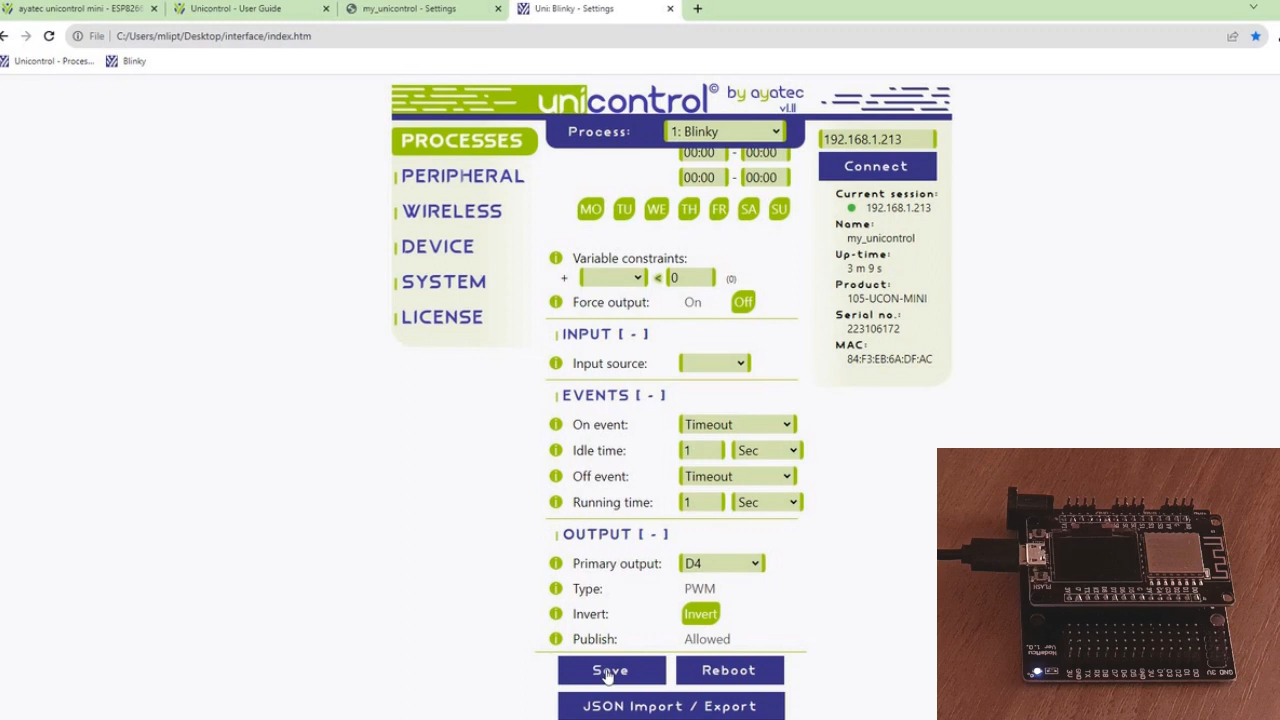 ayatec unicontrol mini - ESP826
Unicontrol - User Guide
my_unicontrol - Settings
Uni: Blinky - Settings
File
C:/Users/mlipt/Desktop/interface/index.htm
Unicontrol - Proces...
Blinky
unicontrol© by ayatec
v1.11
Process: 1: Blinky
PROCESSES
PERIPHERAL
WIRELESS
DEVICE
SYSTEM
LICENSE
00:00 - 00:00
00:00 - 00:00
MO TU WE TH FR SA SU
Variable constraints:
+ < 0 (0)
Force output: On Off
INPUT [ - ]
Input source:
EVENTS [ - ]
On event: Timeout
Idle time: 1 Sec
Off event: Timeout
Running time: 1 Sec
OUTPUT [ - ]
Primary output: D4
Type: PWM
Invert: Invert
Publish: Allowed
Save
Reboot
JSON Import / Export
192.168.1.213
Connect
Current session:
192.168.1.213
Name:
my_unicontrol
Up-time:
3 m 9 s
Product:
105-UCON-MINI
Serial no.:
223106172
MAC:
84:F3:EB:6A:DF:AC
FLASH